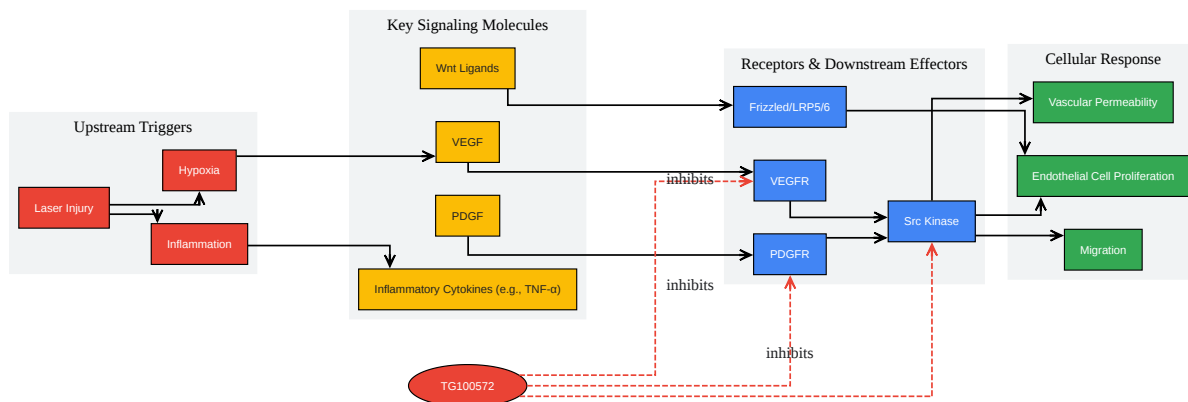 Upstream Triggers
Laser Injury
Hypoxia
Inflammation
Key Signaling Molecules
Wnt Ligands
VEGF
PDGF
Inflammatory Cytokines (e.g., TNF-α)
Receptors & Downstream Effectors
Frizzled/LRP5/6
VEGFR
PDGFR
Src Kinase
Cellular Response
Vascular Permeability
Endothelial Cell Proliferation
Migration
inhibits
inhibits
inhibits
TG100572